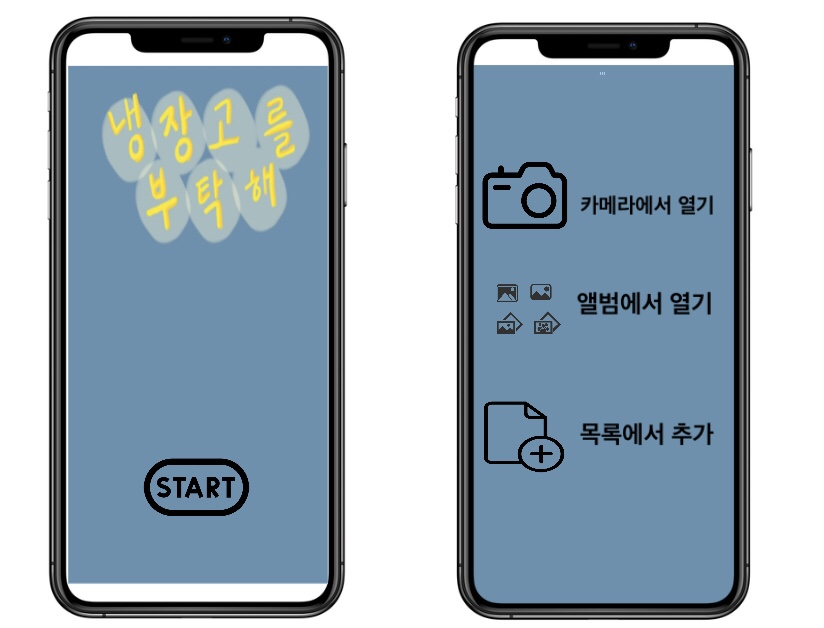 냉장고를
부탁해
START
카메라에서 열기
앨범에서 열기
목록에서 추가